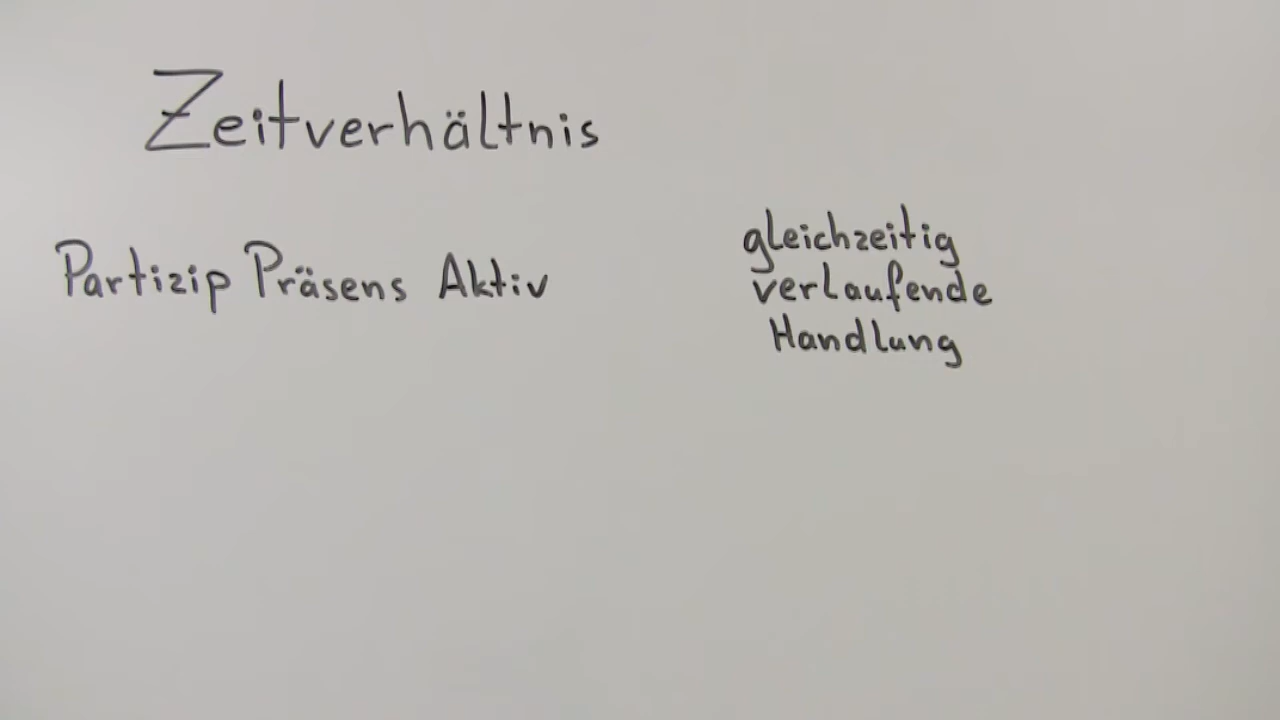 Zeitverhältnis
Partizip Präsens Aktiv
gleichzeitig
verlaufende
Handlung